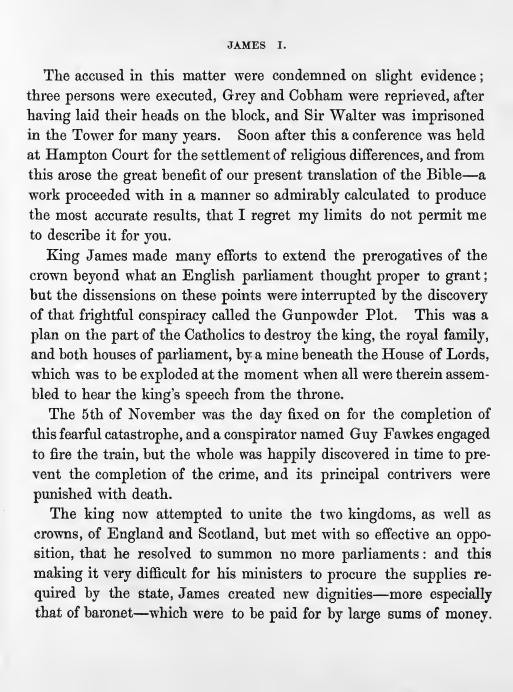 JAMES I.
The accused in this matter were condemned on slight evidence;
three persons were executed, Grey and Cobham were reprieved, after
having laid their heads on the block, and Sir Walter was imprisoned
in the Tower for many years. Soon after this a conference was held
at Hampton Court for the settlement of religious differences, and from
this arose the great benefit of our present translation of the Bible—a
work proceeded with in a manner so admirably calculated to produce
the most accurate results, that I regret my limits do not permit me
to describe it for you.
King James made many efforts to extend the prerogatives of the
crown beyond what an English parliament thought proper to grant;
but the dissensions on these points were interrupted by the discovery
of that frightful conspiracy called the Gunpowder Plot. This was a
plan on the part of the Catholics to destroy the king, the royal family,
and both houses of parliament, by a mine beneath the House of Lords,
which was to be exploded at the moment when all were therein assem-
bled to hear the king's speech from the throne.
The 5th of November was the day fixed on for the completion of
this fearful catastrophe, and a conspirator named Guy Fawkes engaged
to fire the train, but the whole was happily discovered in time to pre-
vent the completion of the crime, and its principal contrivers were
punished with death.
The king now attempted to unite the two kingdoms, as well as
crowns, of England and Scotland, but met with so effective an oppo-
sition, that he resolved to summon no more parliaments: and this
making it very difficult for his ministers to procure the supplies re-
quired by the state, James created new dignities—more especially
that of baronet—which were to be paid for by large sums of money.